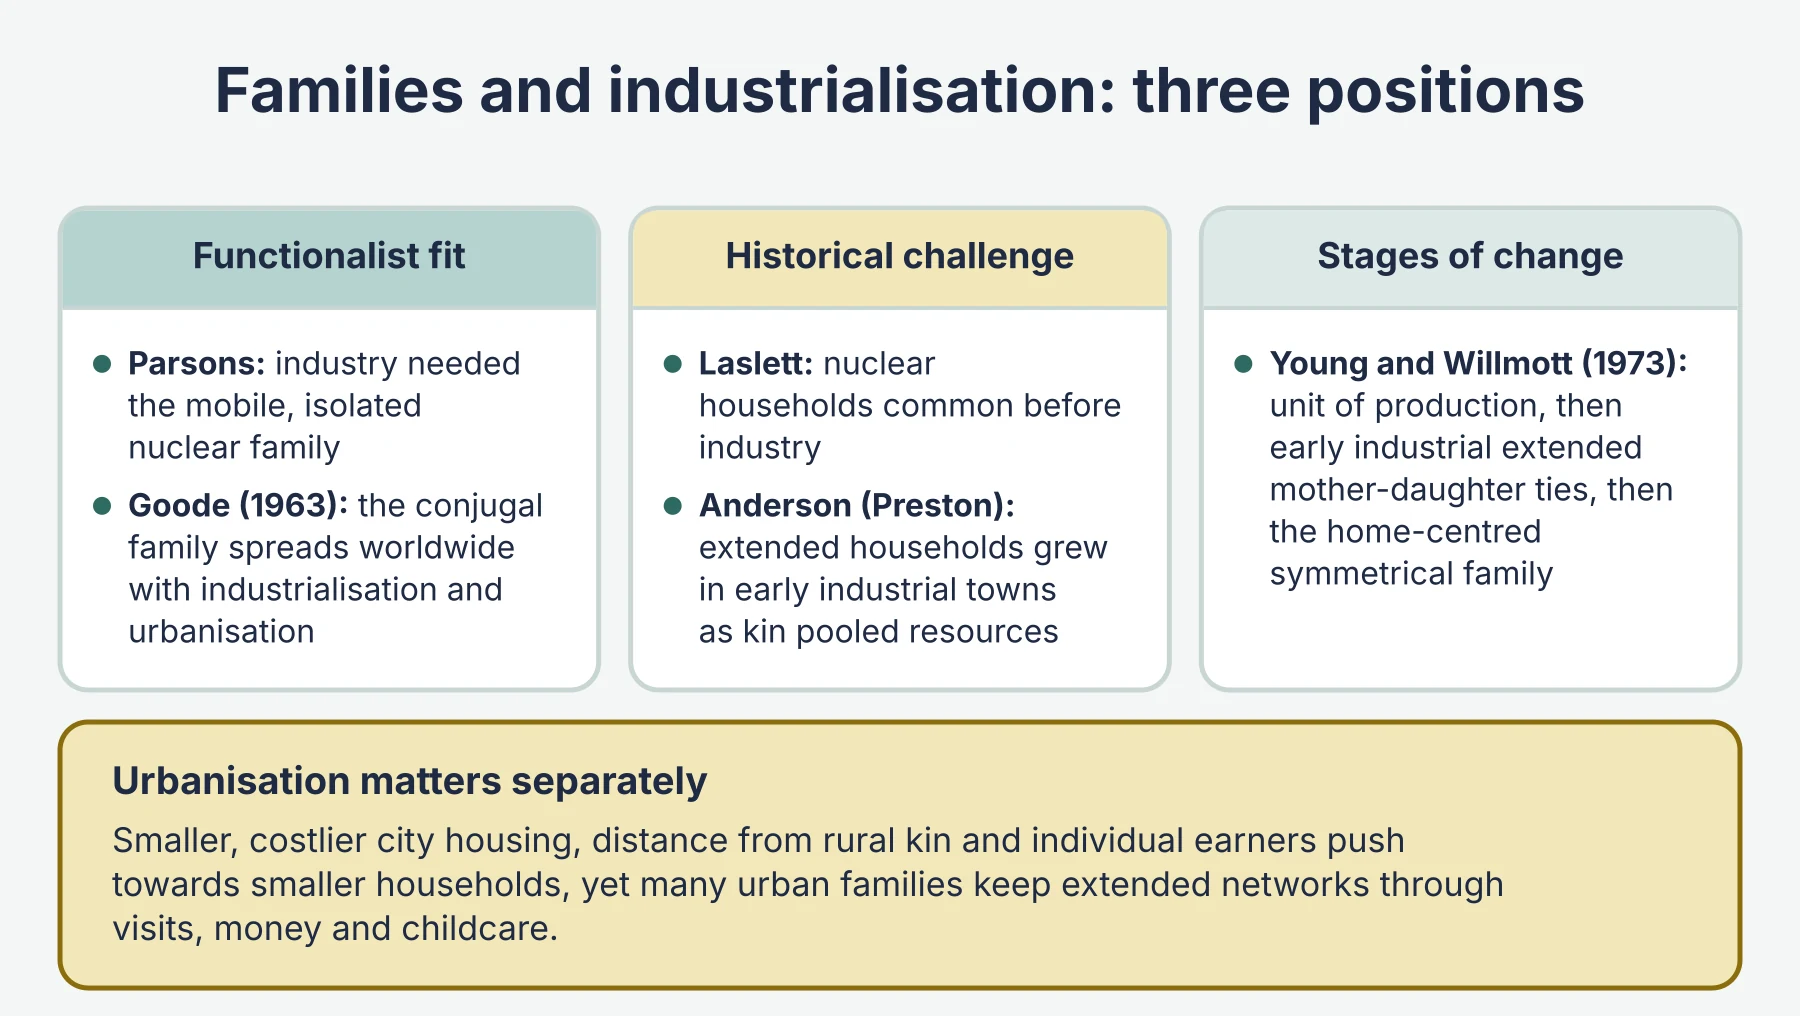 Families and industrialisation: three positions
Functionalist fit
Parsons: industry needed
the mobile, isolated
nuclear family
Goode (1963): the conjugal
family spreads worldwide
with industrialisation and
urbanisation
Historical challenge
Laslett: nuclear
households common before
industry
Anderson (Preston):
extended households grew
in early industrial towns
as kin pooled resources
Stages of change
Young and Willmott (1973):
unit of production, then
early industrial extended
mother-daughter ties, then
the home-centred
symmetrical family
Urbanisation matters separately
Smaller, costlier city housing, distance from rural kin and individual earners push
towards smaller households, yet many urban families keep extended networks through
visits, money and childcare.